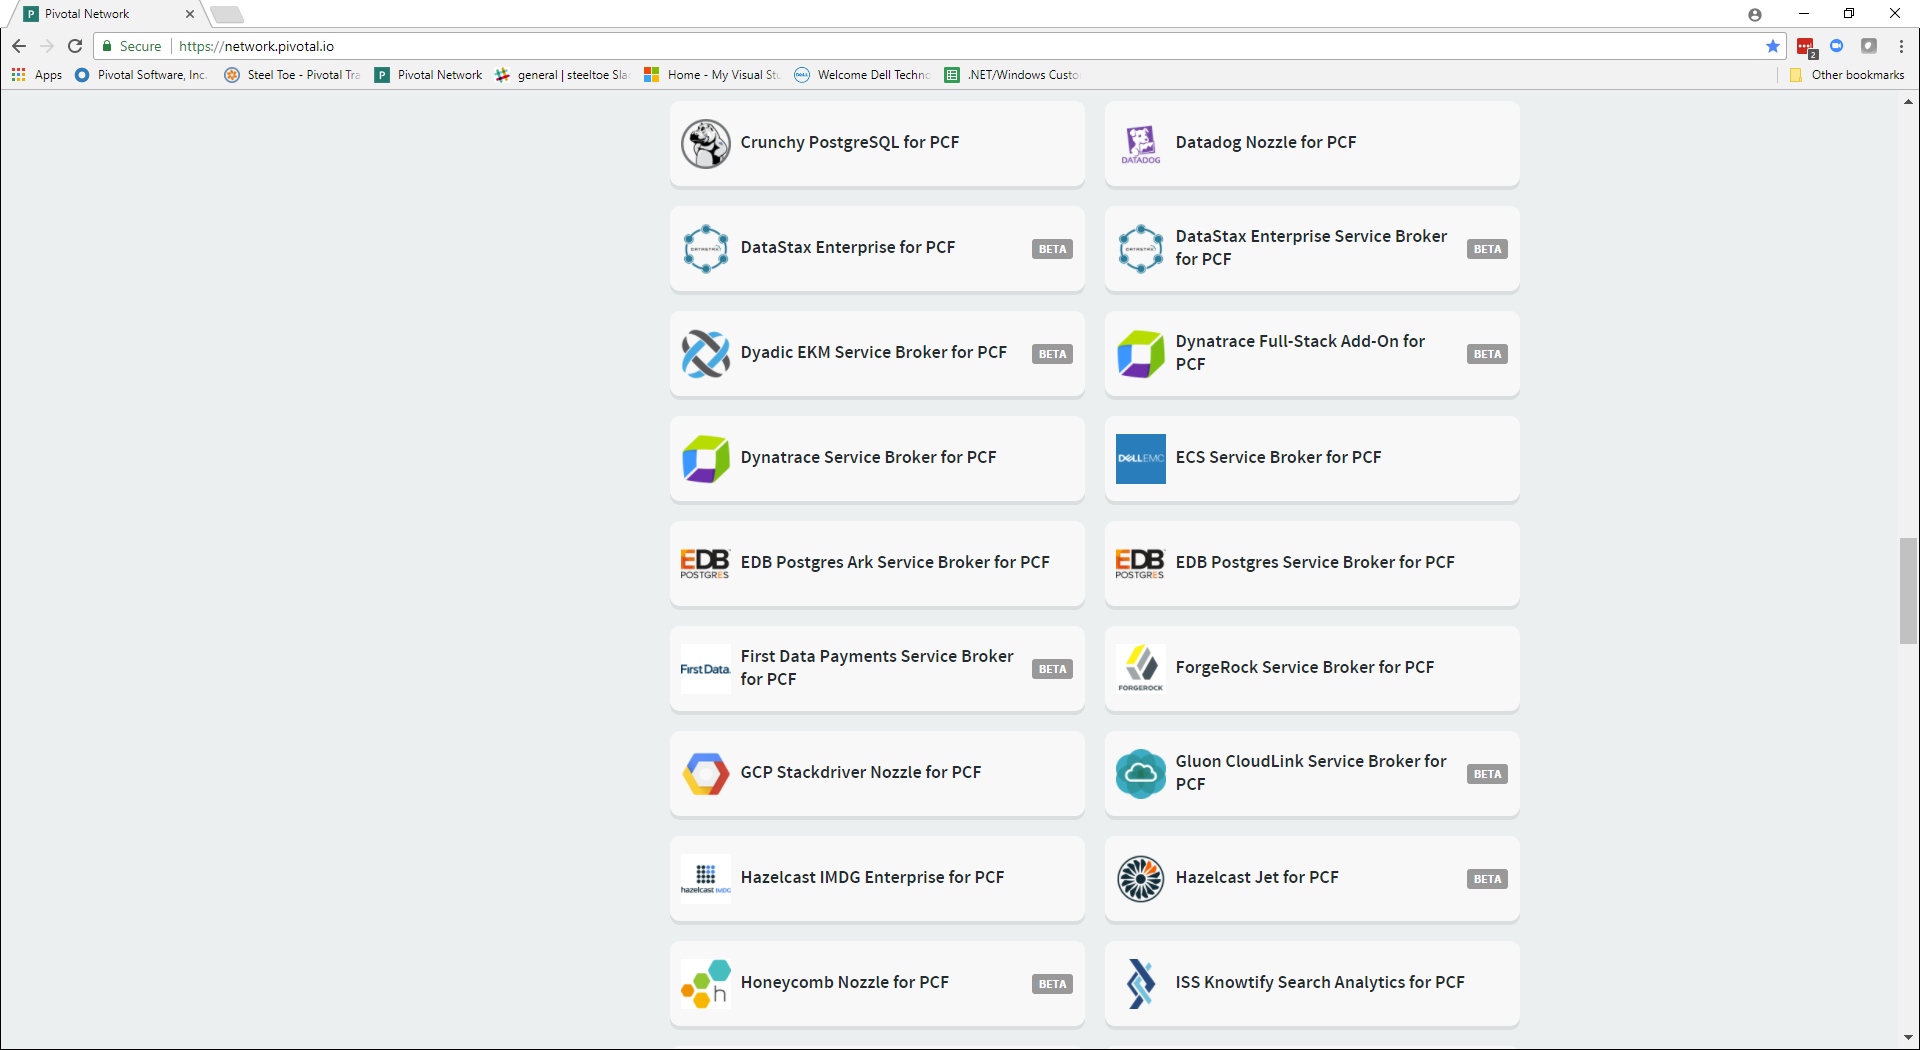 Pivotal Network
Secure
https://network.pivotal.io
2
Apps
Pivotal Software, Inc.
Steel Toe - Pivotal Tra
Pivotal Network
general | steeltoe Sla
Home - My Visual Stu
DELL
Welcome Dell Techno
.NET/Windows Custo
Other bookmarks
Crunchy PostgreSQL for PCF
DATADOG
Datadog Nozzle for PCF
DATASTAX
DataStax Enterprise for PCF
BETA
DATASTAX
DataStax Enterprise Service Broker
for PCF
BETA
Dyadic EKM Service Broker for PCF
BETA
Dynatrace Full-Stack Add-On for
PCF
BETA
Dynatrace Service Broker for PCF
DELLEMC
ECS Service Broker for PCF
EDB
POSTGRES
EDB Postgres Ark Service Broker for PCF
EDB
POSTGRES
EDB Postgres Service Broker for PCF
First Data.
First Data Payments Service Broker
for PCF
BETA
FORGEROCK
ForgeRock Service Broker for PCF
GCP Stackdriver Nozzle for PCF
Gluon CloudLink Service Broker for
PCF
BETA
hazelcast IMDG
Hazelcast IMDG Enterprise for PCF
Hazelcast Jet for PCF
BETA
h
Honeycomb Nozzle for PCF
BETA
ISS Knowtify Search Analytics for PCF